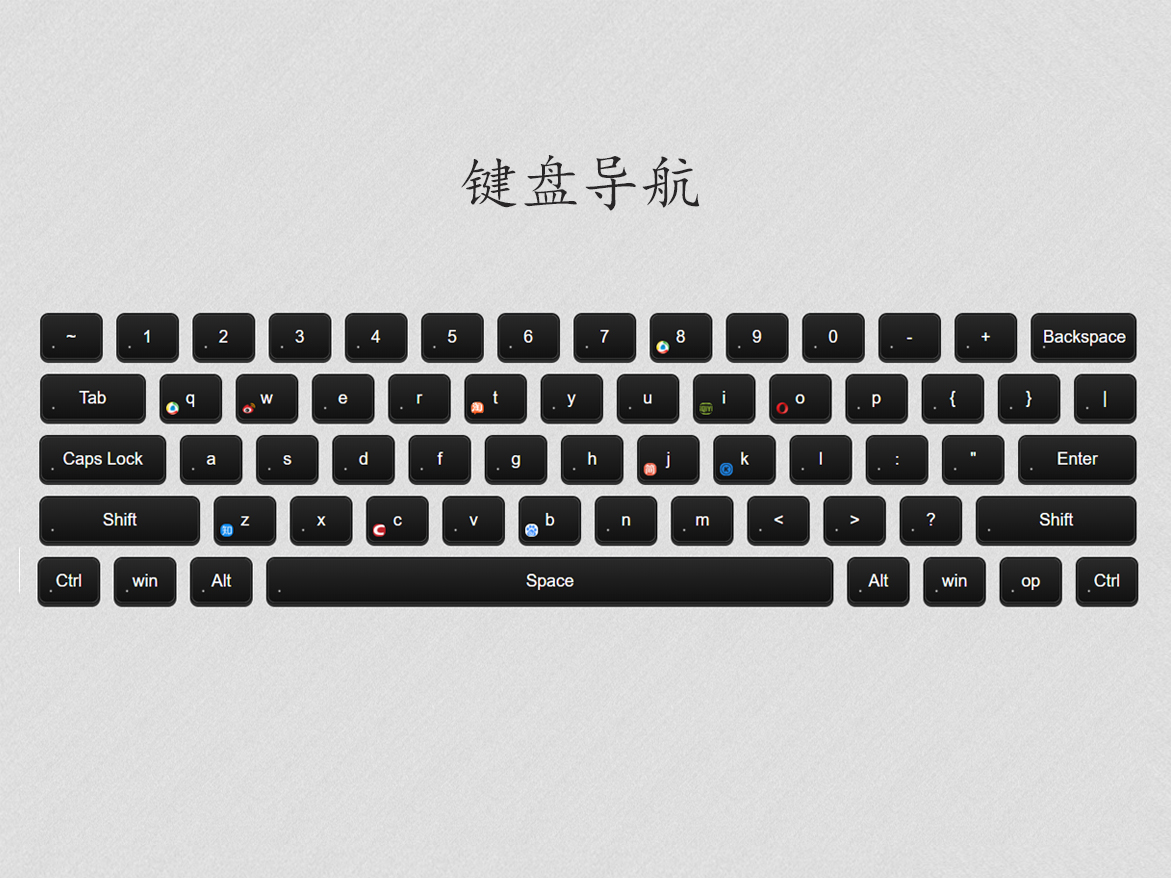 键盘导航
~ 1 2 3 4 5 6 7 8 9 0 - + Backspace
Tab q w e r t y u i o p { } |
Caps Lock a s d f g h j k l : " Enter
Shift z x c v b n m < > ? Shift
Ctrl win Alt Space Alt win op Ctrl